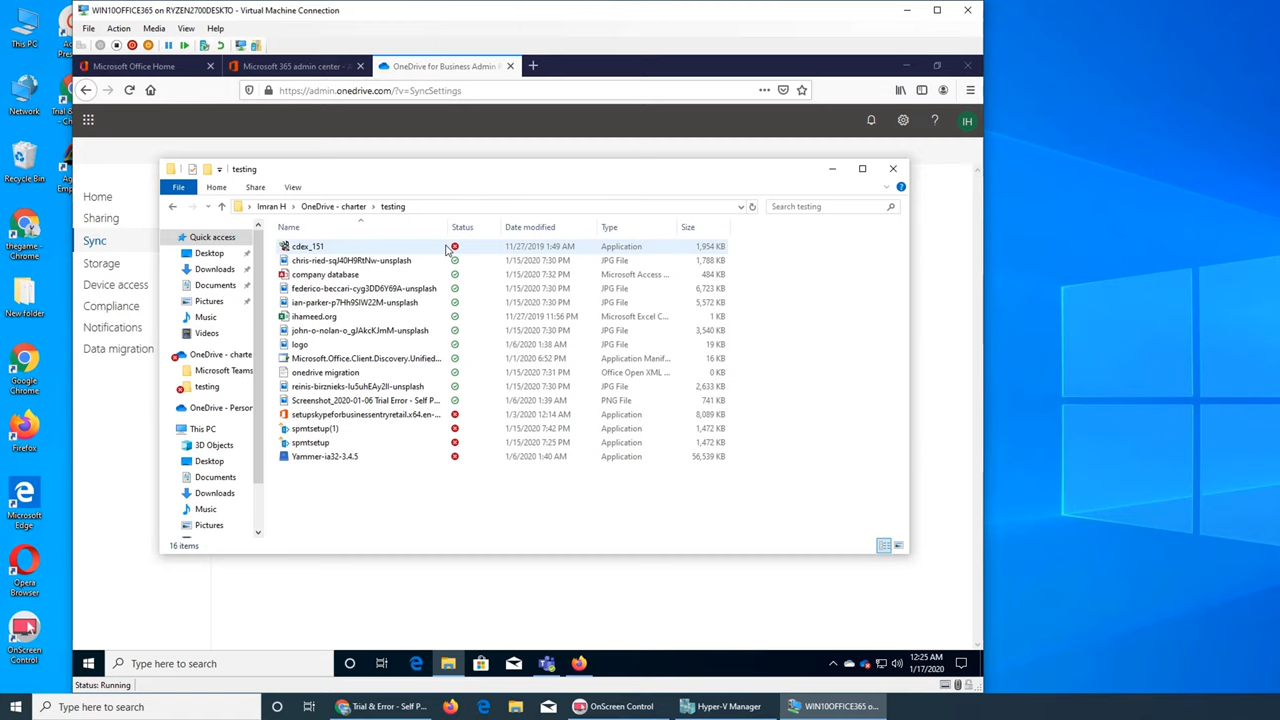 This PC
Network
Recycle Bin
thegame - Chrome
New folder
Google Chrome
Firefox
Microsoft Edge
Opera Browser
OnScreen Control
WIN10OFFICE365 on RYZEN2700DESKTO - Virtual Machine Connection
File Action Media View Help
Microsoft Office Home
Microsoft 365 admin center -
OneDrive for Business Admin
https://admin.onedrive.com/?v=SyncSettings
IH
Home
Sharing
Sync
Storage
Device access
Compliance
Notifications
Data migration
testing
File Home Share View
Imran H > OneDrive - charter > testing
Search testing
Quick access
Desktop
Downloads
Documents
Pictures
Music
Videos
OneDrive - charte
Microsoft Teams
testing
OneDrive - Person
This PC
3D Objects
Desktop
Documents
Downloads
Music
Pictures
Name Status Date modified Type Size
cdex_151 11/27/2019 1:49 AM Application 1,954 KB
chris-ried-sqJ40H9RtNw-unsplash 1/15/2020 7:30 PM JPG File 1,788 KB
company database 1/15/2020 7:32 PM Microsoft Access ... 484 KB
federico-beccari-cyg3DD6Y69A-unsplash 1/15/2020 7:30 PM JPG File 6,723 KB
ian-parker-p7Hh9SlW22M-unsplash 1/15/2020 7:30 PM JPG File 5,572 KB
ihameed.org 11/27/2019 11:56 PM Microsoft Excel C... 1 KB
john-o-nolan-o_gJAkcKJmM-unsplash 1/15/2020 7:30 PM JPG File 3,540 KB
logo 1/6/2020 1:38 AM JPG File 19 KB
Microsoft.Office.Client.Discovery.Unified... 1/1/2020 6:52 PM Application Manif... 16 KB
onedrive migration 1/15/2020 7:31 PM Office Open XML ... 0 KB
reinis-birznieks-Iu5uhEAy2II-unsplash 1/15/2020 7:30 PM JPG File 2,633 KB
Screenshot_2020-01-06 Trial Error - Self P... 1/6/2020 1:39 AM PNG File 741 KB
setupskypeforbusinessentryretail.x64.en-... 1/3/2020 12:14 AM Application 8,089 KB
spmtsetup(1) 1/15/2020 7:42 PM Application 1,472 KB
spmtsetup 1/15/2020 7:25 PM Application 1,472 KB
Yammer-ia32-3.4.5 1/6/2020 1:40 AM Application 56,539 KB
16 items
Type here to search
12:25 AM
1/17/2020
Status: Running
Type here to search
Trial & Error - Self P...
OnScreen Control
Hyper-V Manager
WIN10OFFICE365 o...